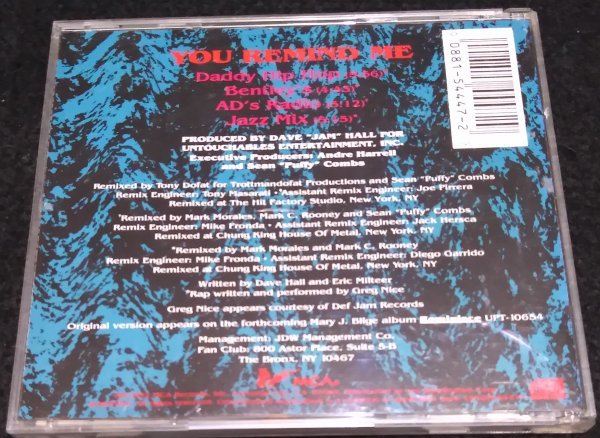 YOU REMIND ME
Daddy Hip Hop
Bentley's (4:45)*
AD's Radio (5:12)*
Jazz Mix
PRODUCED BY DAVE "JAM" HALL FOR
UNTOUCHABLES ENTERTAINMENT, INC.
Executive Producers: Andre Harrell
and Sean "Puffy" Combs
Remixed by Tony Dofat for Trottmandofat Productions and Sean "Puffy" Combs
Remix Engineer: Tony Maserati • Assistant Remix Engineer: Joe Pirrera
Remixed at The Hit Factory Studio, New York, NY
*Remixed by Mark Morales, Mark C. Rooney and Sean "Puffy" Combs
Remix Engineer: Mike Fronda • Assistant Remix Engineer: Jack Hersca
Remixed at Chung King House Of Metal, New York, NY
*Remixed by Mark Morales and Mark C. Rooney
Remix Engineer: Mike Fronda • Assistant Remix Engineer: Diego Garrido
Remixed at Chung King House Of Metal, New York, NY
Written by Dave Hall and Eric Milteer
*Rap written and performed by Greg Nice
Greg Nice appears courtesy of Def Jam Records
Original version appears on the forthcoming Mary J. Blige album Reminisce UPT-10654
Management: JDW Management Co.
Fan Club: 800 Astor Place, Suite 5-B
The Bronx, NY 10467
MCA
0 0881-54447-2